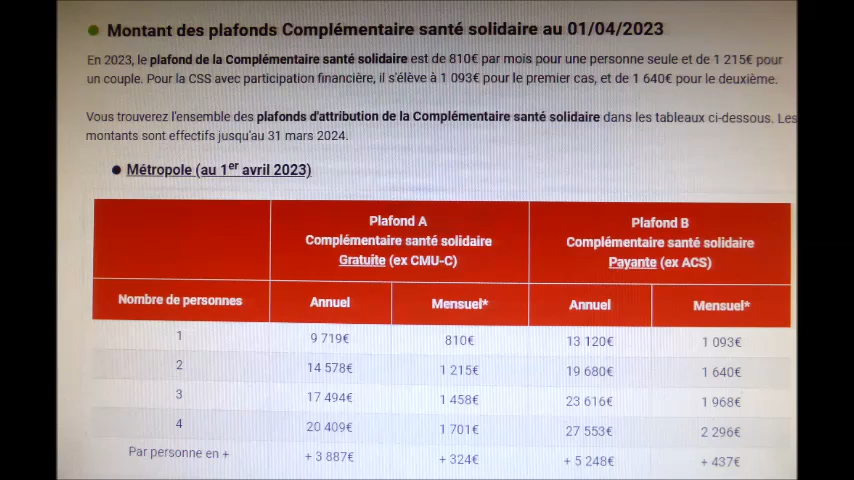 Montant des plafonds Complémentaire santé solidaire au 01/04/2023
En 2023, le plafond de la Complémentaire santé solidaire est de 810€ par mois pour une personne seule et de 1 215€ pour
un couple. Pour la CSS avec participation financière, il s'élève à 1 093€ pour le premier cas, et de 1 640€ pour le deuxième.
Vous trouverez l'ensemble des plafonds d'attribution de la Complémentaire santé solidaire dans les tableaux ci-dessous. Les
montants sont effectifs jusqu'au 31 mars 2024.
Métropole (au 1er avril 2023)
Plafond A
Complémentaire santé solidaire
Gratuite (ex CMU-C)
Plafond B
Complémentaire santé solidaire
Payante (ex ACS)
Nombre de personnes Annuel Mensuel* Annuel Mensuel*
1 9 719€ 810€ 13 120€ 1 093€
2 14 578€ 1 215€ 19 680€ 1 640€
3 17 494€ 1 458€ 23 616€ 1 968€
4 20 409€ 1 701€ 27 553€ 2 296€
Par personne en + + 3 887€ + 324€ + 5 248€ + 437€